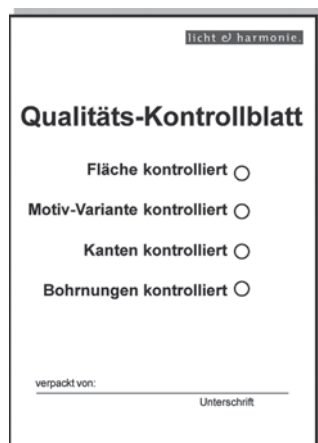 licht & harmonie.
Qualitäts-Kontrollblatt
Fläche kontrolliert
Motiv-Variante kontrolliert
Kanten kontrolliert
Bohrnungen kontrolliert
verpackt von:
Unterschrift